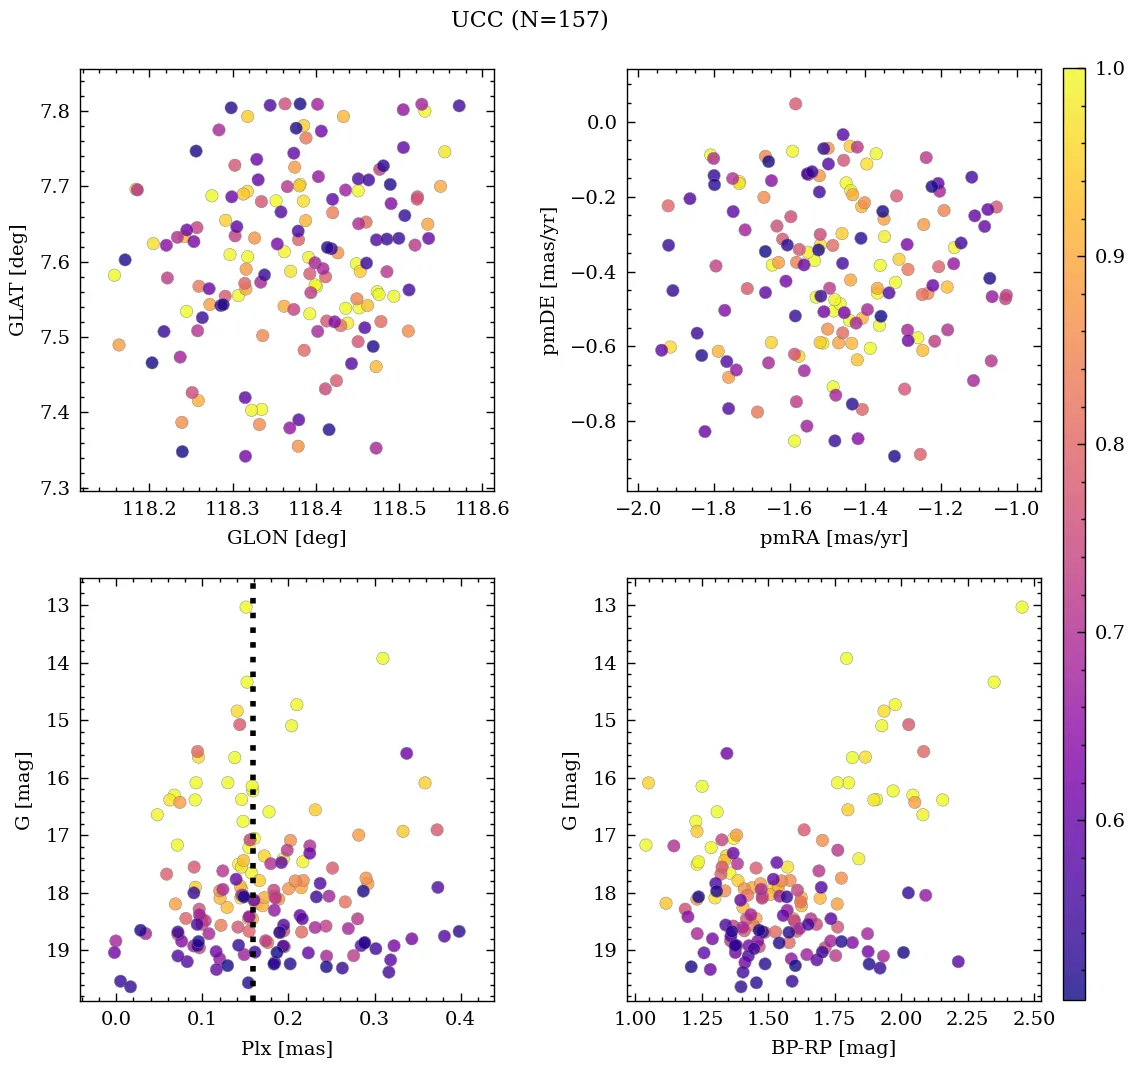 UCC (N=157)
7.8
7.7
7.6
7.5
7.4
7.3
GLAT [deg]
118.2 118.3 118.4 118.5 118.6
GLON [deg]
0.0
−0.2
−0.4
−0.6
−0.8
pmDE [mas/yr]
−2.0 −1.8 −1.6 −1.4 −1.2 −1.0
pmRA [mas/yr]
1.0
0.9
0.8
0.7
0.6
13
14
15
16
17
18
19
G [mag]
0.0 0.1 0.2 0.3 0.4
Plx [mas]
13
14
15
16
17
18
19
G [mag]
1.00 1.25 1.50 1.75 2.00 2.25 2.50
BP-RP [mag]